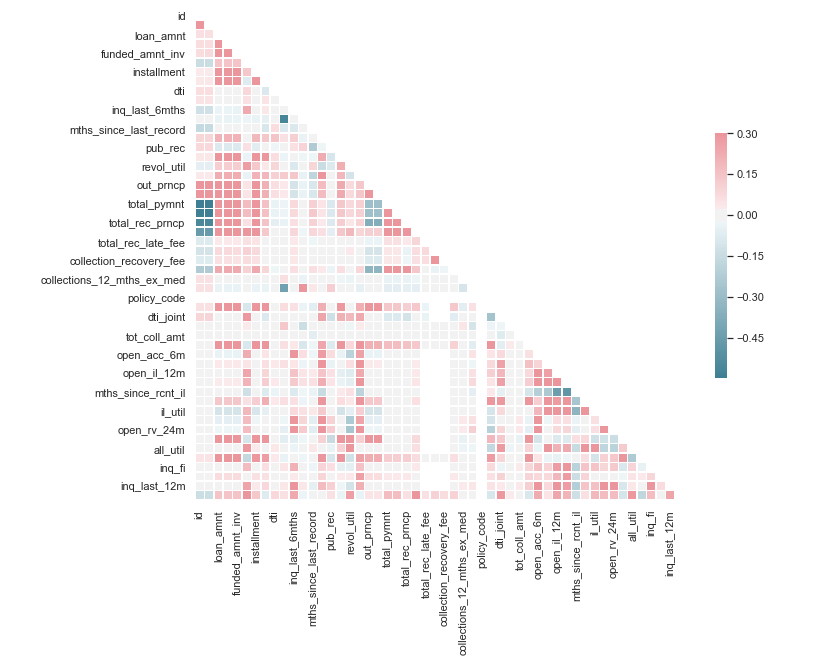 id
loan_amnt
funded_amnt_inv
installment
dti
inq_last_6mths
mths_since_last_record
pub_rec
revol_util
out_prncp
total_pymnt
total_rec_prncp
total_rec_late_fee
collection_recovery_fee
collections_12_mths_ex_med
policy_code
dti_joint
tot_coll_amt
open_acc_6m
open_il_12m
mths_since_rcnt_il
il_util
open_rv_24m
all_util
inq_fi
inq_last_12m
0.30
0.15
0.00
−0.15
−0.30
−0.45
id
loan_amnt
funded_amnt_inv
installment
dti
inq_last_6mths
mths_since_last_record
pub_rec
revol_util
out_prncp
total_pymnt
total_rec_prncp
total_rec_late_fee
collection_recovery_fee
collections_12_mths_ex_med
policy_code
dti_joint
tot_coll_amt
open_acc_6m
open_il_12m
mths_since_rcnt_il
il_util
open_rv_24m
all_util
inq_fi
inq_last_12m